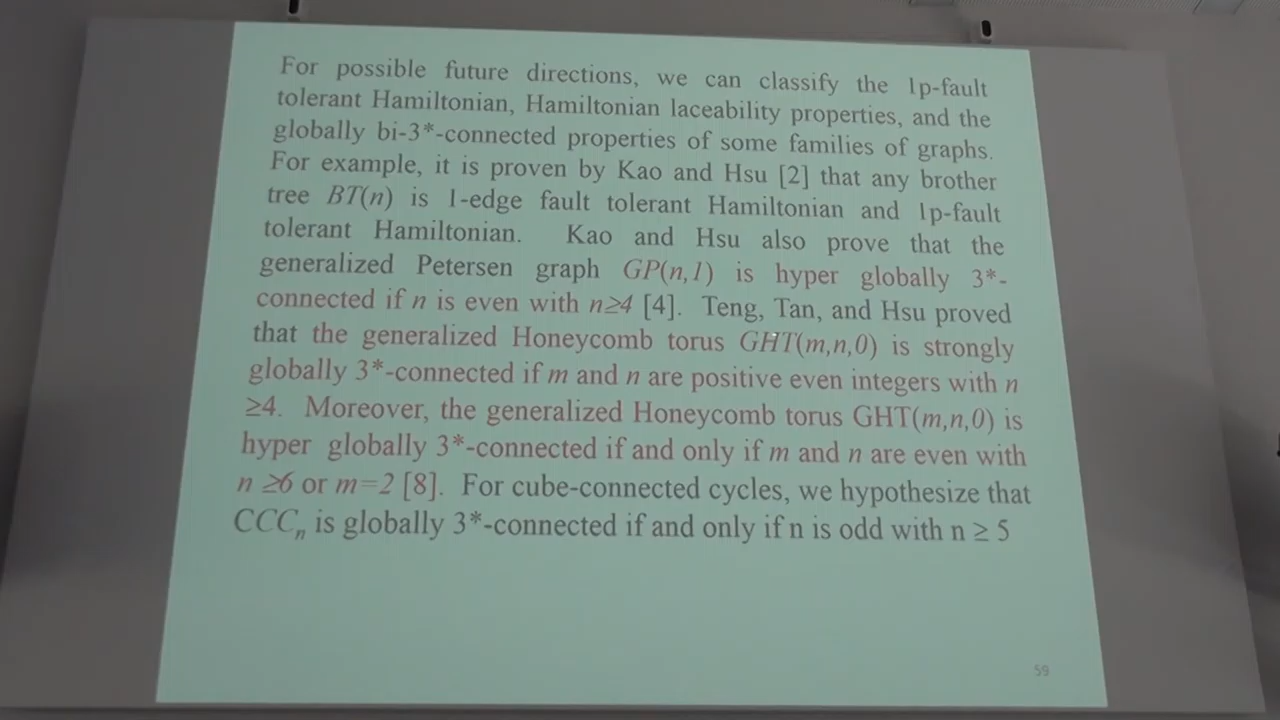 For possible future directions, we can classify the 1p-fault
tolerant Hamiltonian, Hamiltonian laceability properties, and the
globally bi-3*-connected properties of some families of graphs.
For example, it is proven by Kao and Hsu [2] that any brother
tree BT(n) is 1-edge fault tolerant Hamiltonian and 1p-fault
tolerant Hamiltonian. Kao and Hsu also prove that the
generalized Petersen graph GP(n,1) is hyper globally 3*-
connected if n is even with n≥4 [4]. Teng, Tan, and Hsu proved
that the generalized Honeycomb torus GHT(m,n,0) is strongly
globally 3*-connected if m and n are positive even integers with n
≥4. Moreover, the generalized Honeycomb torus GHT(m,n,0) is
hyper globally 3*-connected if and only if m and n are even with
n ≥6 or m=2 [8]. For cube-connected cycles, we hypothesize that
CCCₙ is globally 3*-connected if and only if n is odd with n ≥ 5
59